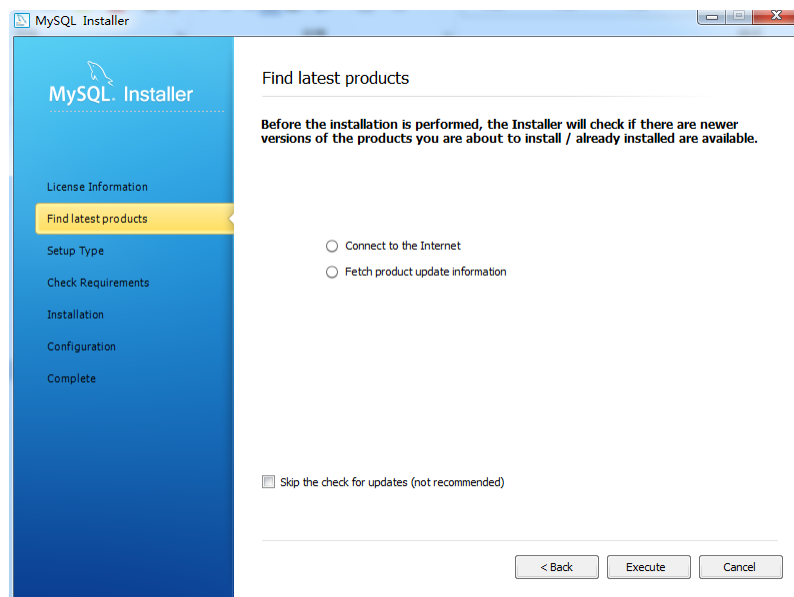 MySQL Installer
MySQL. Installer
Find latest products
Before the installation is performed, the Installer will check if there are newer
versions of the products you are about to install / already installed are available.
License Information
Find latest products
Setup Type
Check Requirements
Installation
Configuration
Complete
Connect to the Internet
Fetch product update information
Skip the check for updates (not recommended)
< Back
Execute
Cancel